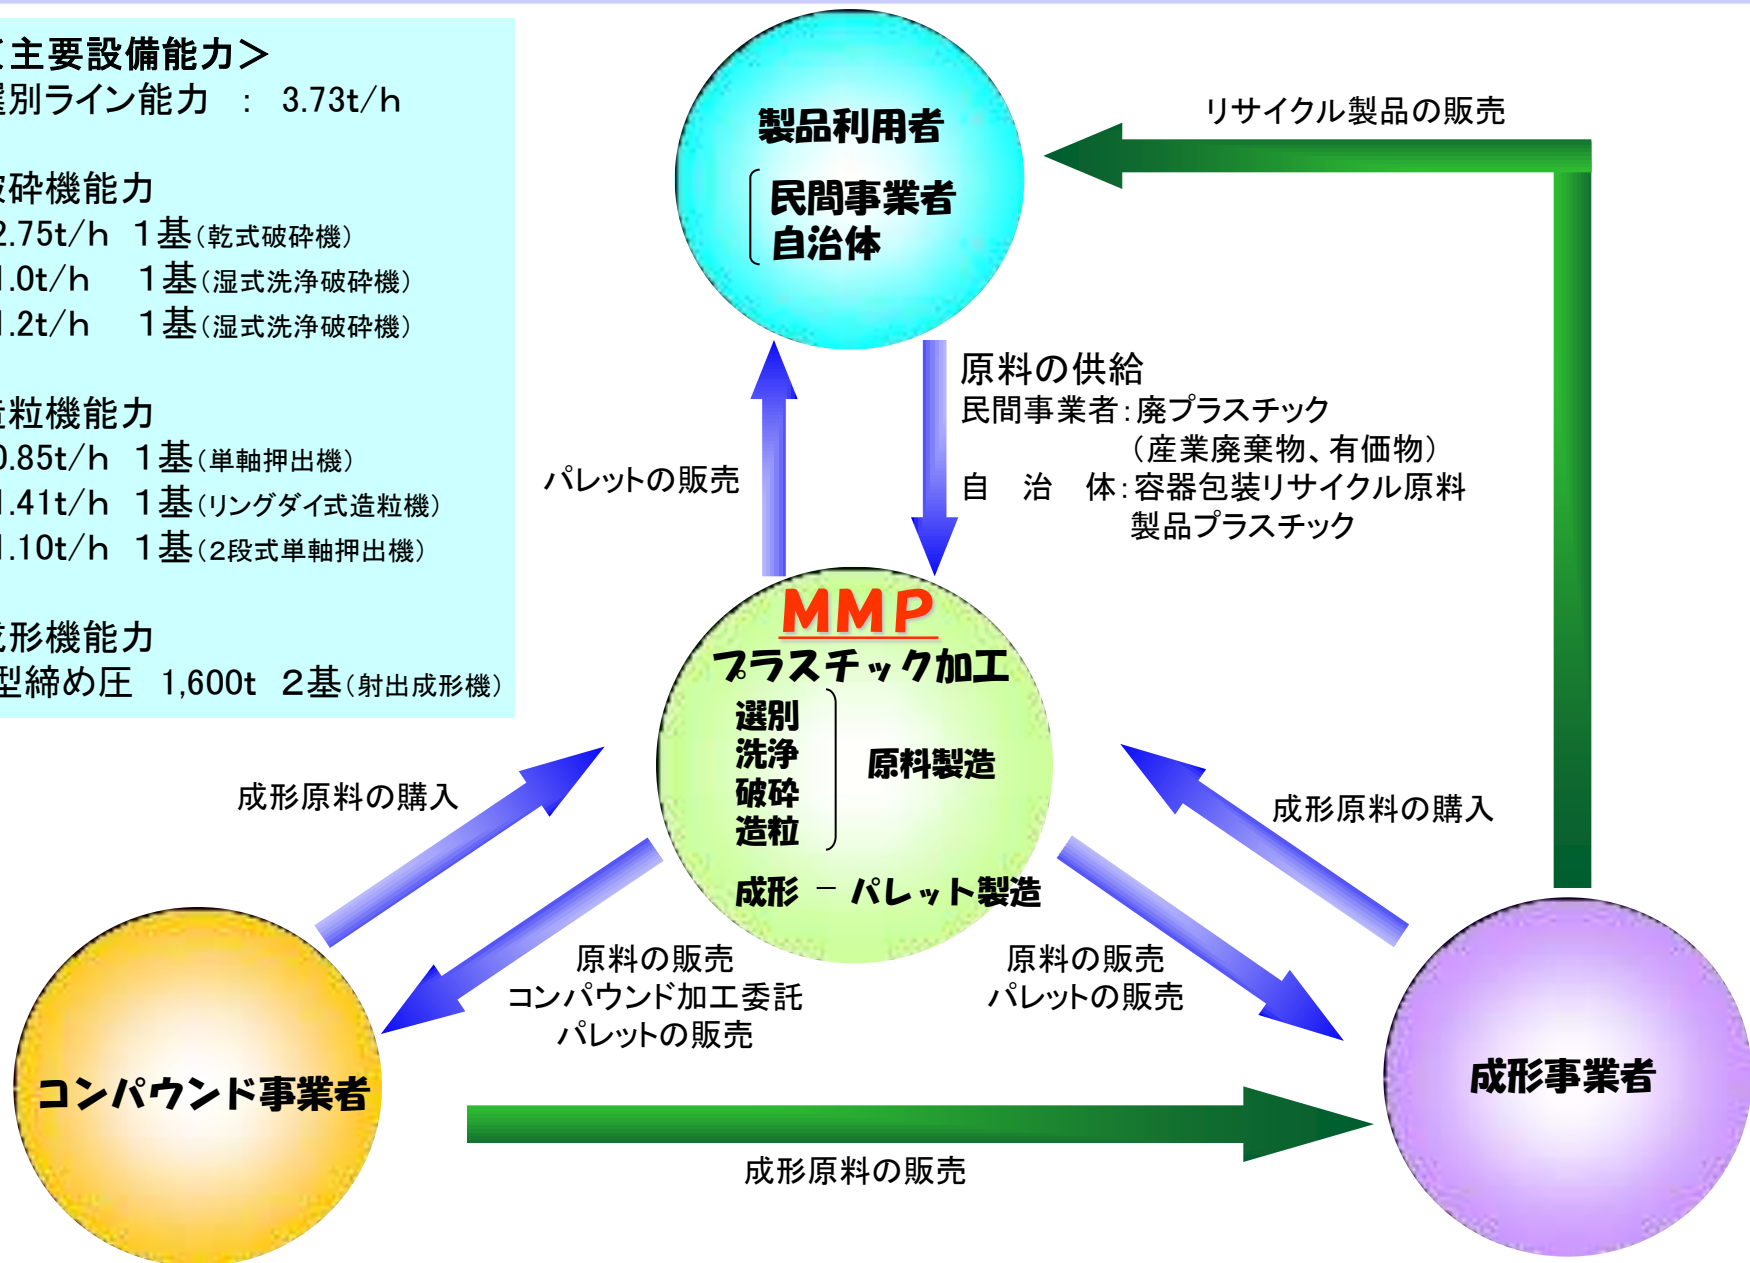 ＜主要設備能力＞
選別ライン能力 ： 3.73t/h
破砕機能力
2.75t/h １基（乾式破砕機）
1.0t/h １基（湿式洗浄破砕機）
1.2t/h １基（湿式洗浄破砕機）
造粒機能力
0.85t/h １基（単軸押出機）
1.41t/h １基（リングダイ式造粒機）
1.10t/h １基（２段式単軸押出機）
成形機能力
型締め圧 1,600t ２基（射出成形機）
製品利用者
民間事業者
自治体
リサイクル製品の販売
パレットの販売
原料の供給
民間事業者：廃プラスチック
（産業廃棄物、有価物）
自 治 体：容器包装リサイクル原料
製品プラスチック
MMP
プラスチック加工
選別
洗浄
破砕
造粒
原料製造
成形 － パレット製造
成形原料の購入
成形原料の購入
原料の販売
コンパウンド加工委託
パレットの販売
原料の販売
パレットの販売
コンパウンド事業者
成形事業者
成形原料の販売